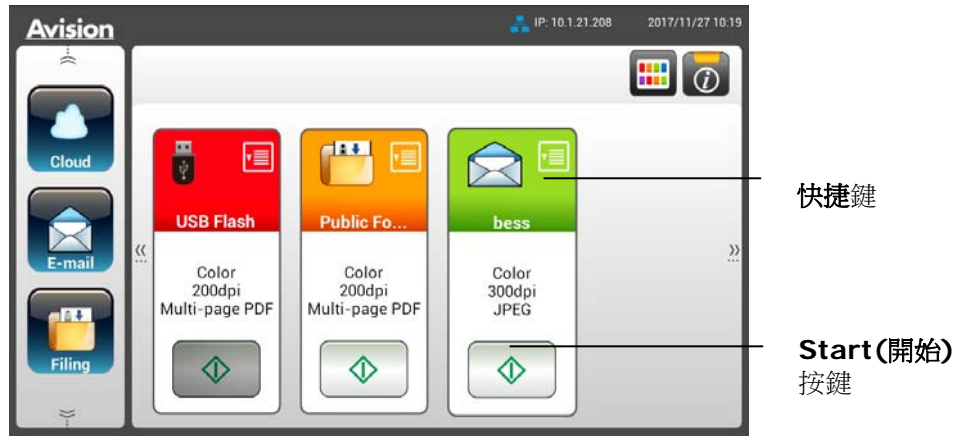 Avision
IP: 10.1.21.208 2017/11/27 10:19
Cloud
E-mail
Filing
USB Flash
Color
200dpi
Multi-page PDF
Public Fo...
Color
200dpi
Multi-page PDF
bess
Color
300dpi
JPEG
快捷鍵
Start(開始)
按鍵